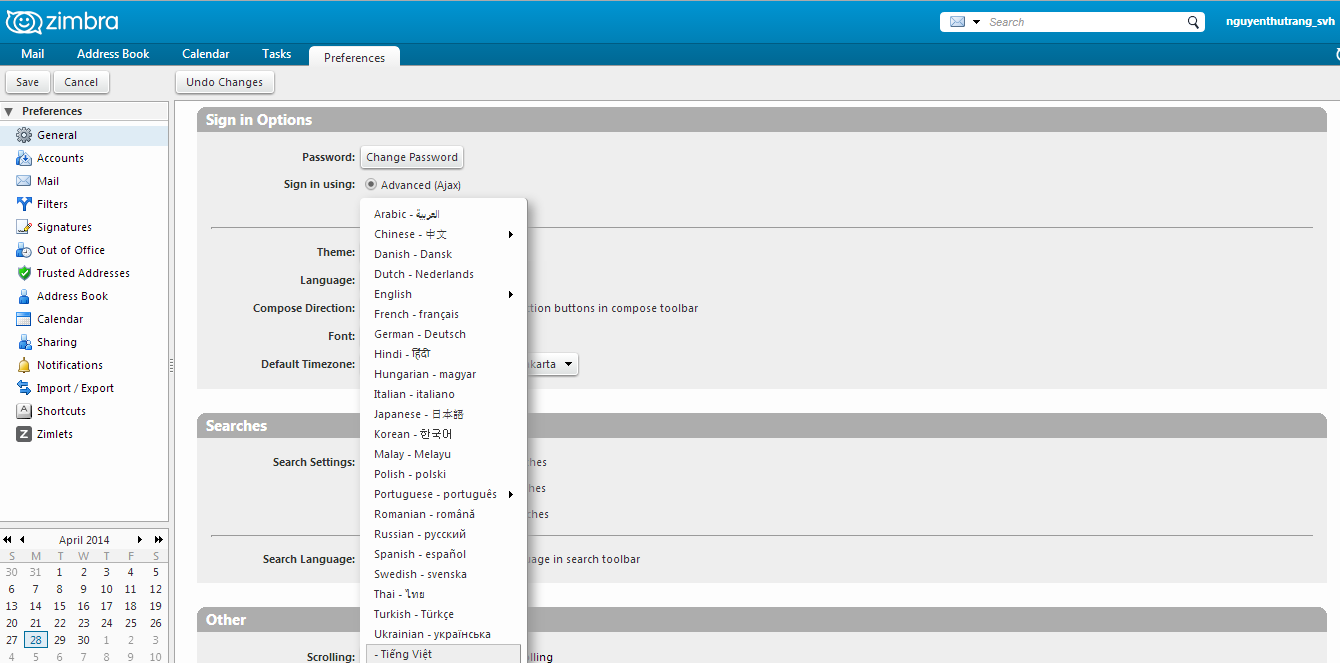 zimbra
Search
nguyenthutrang_svh
Mail Address Book Calendar Tasks Preferences
Save Cancel Undo Changes
Preferences
General
Accounts
Mail
Filters
Signatures
Out of Office
Trusted Addresses
Address Book
Calendar
Sharing
Notifications
Import / Export
Shortcuts
Zimlets
April 2014
S M T W T F S
30 31 1 2 3 4 5
6 7 8 9 10 11 12
13 14 15 16 17 18 19
20 21 22 23 24 25 26
27 28 29 30 1 2 3
4 5 6 7 8 9 10
Sign in Options
Password: Change Password
Sign in using: Advanced (Ajax)
Theme:
Language:
Compose Direction: buttons in compose toolbar
Font:
Default Timezone:
Arabic - العربية
Chinese - 中文
Danish - Dansk
Dutch - Nederlands
English
French - français
German - Deutsch
Hindi - हिंदी
Hungarian - magyar
Italian - italiano
Japanese - 日本語
Korean - 한국어
Malay - Melayu
Polish - polski
Portuguese - português
Romanian - română
Russian - русский
Spanish - español
Swedish - svenska
Thai - ไทย
Turkish - Türkçe
Ukrainian - українська
- Tiếng Việt
Searches
Search Settings:
Search Language: in search toolbar
Other
Scrolling: